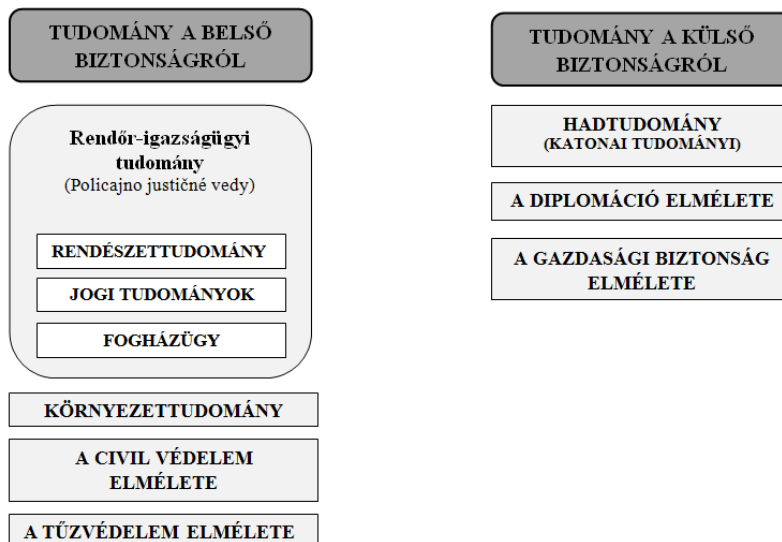 TUDOMÁNY A BELSŐ
BIZTONSÁGRÓL
Rendőr-igazságügyi
tudomány
(Policajno justičné vedy)
RENDÉSZETTUDOMÁNY
JOGI TUDOMÁNYOK
FOGHÁZÜGY
KÖRNYEZETTUDOMÁNY
A CIVIL VÉDELEM
ELMÉLETE
A TŰZVÉDELEM ELMÉLETE
TUDOMÁNY A KÜLSŐ
BIZTONSÁGRÓL
HADTUDOMÁNY
(KATONAI TUDOMÁNYI)
A DIPLOMÁCIÓ ELMÉLETE
A GAZDASÁGI BIZTONSÁG
ELMÉLETE